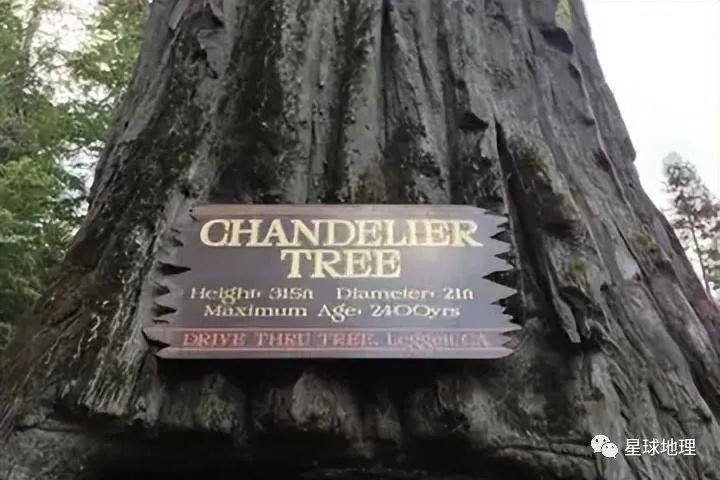 CHANDELIER
TREE
Height: 315ft Diameter: 21ft
Maximum Age: 2400yrs
DRIVE THRU TREE, Leggett, CA
星球地理